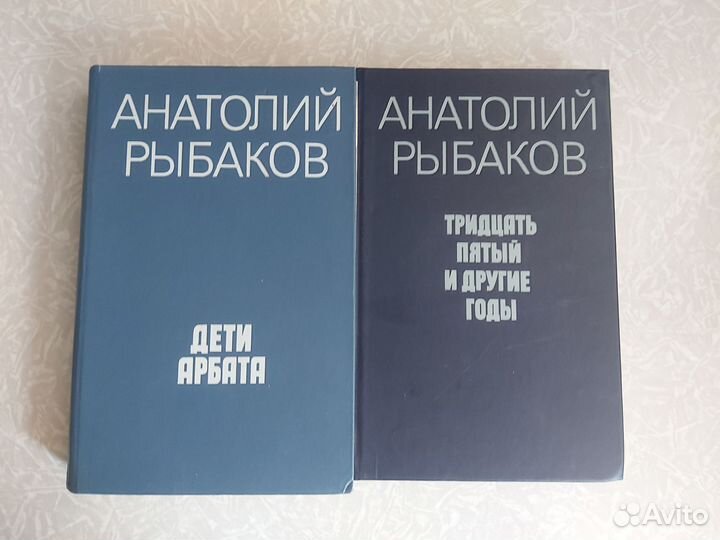 АНАТОЛИЙ
РЫБАКОВ
ДЕТИ
АРБАТА
АНАТОЛИЙ
РЫБАКОВ
ТРИДЦАТЬ
ПЯТЫЙ
И ДРУГИЕ
ГОДЫ
Avito